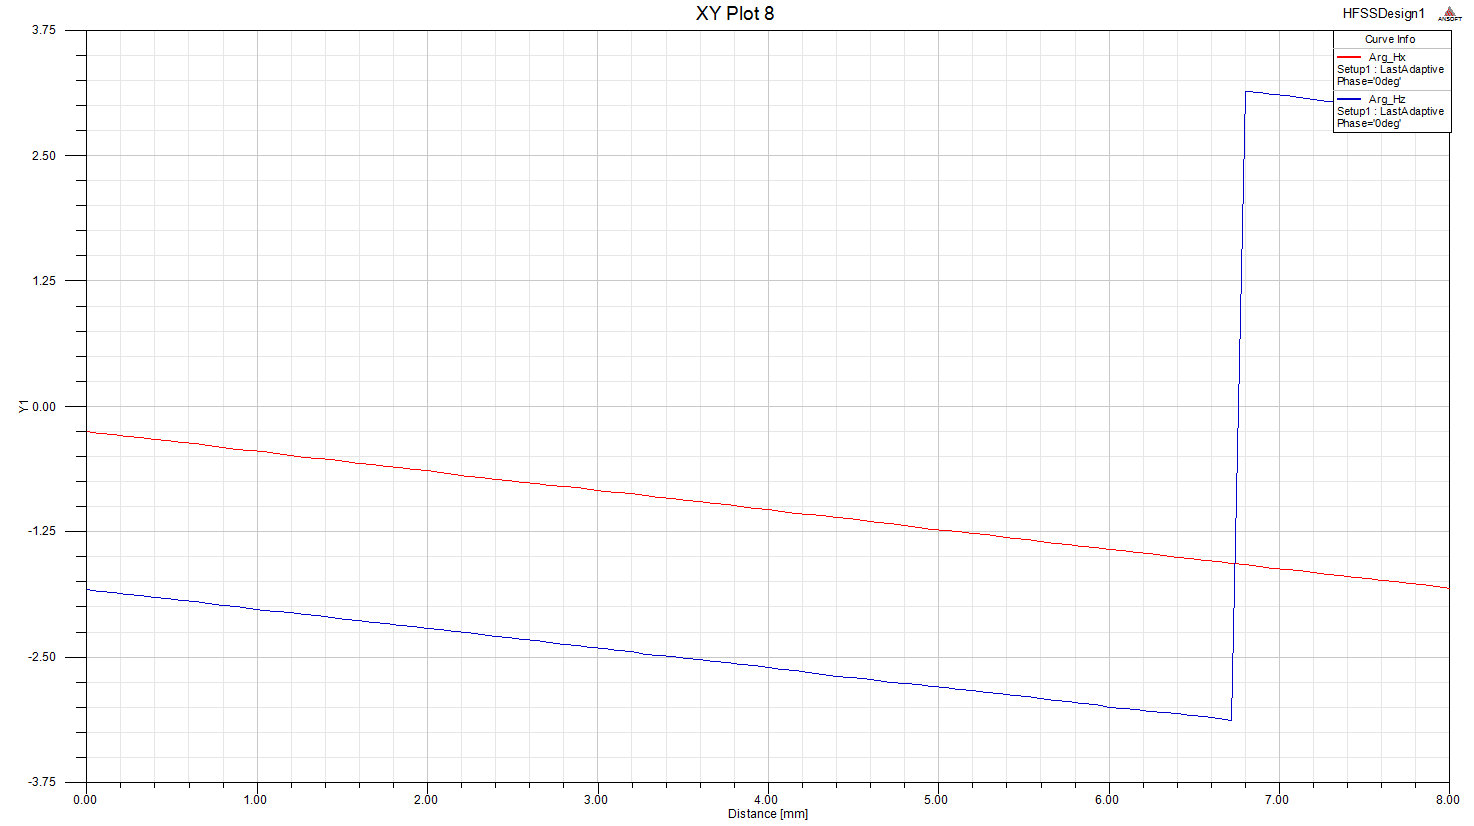 XY Plot 8
HFSSDesign1
ANSOFT
Curve Info
Arg_Hx
Setup1 : LastAdaptive
Phase='0deg'
Arg_Hz
Setup1 : LastAdaptive
Phase='0deg'
3.75
2.50
1.25
0.00
-1.25
-2.50
-3.75
Y1
0.00 1.00 2.00 3.00 4.00 5.00 6.00 7.00 8.00
Distance [mm]